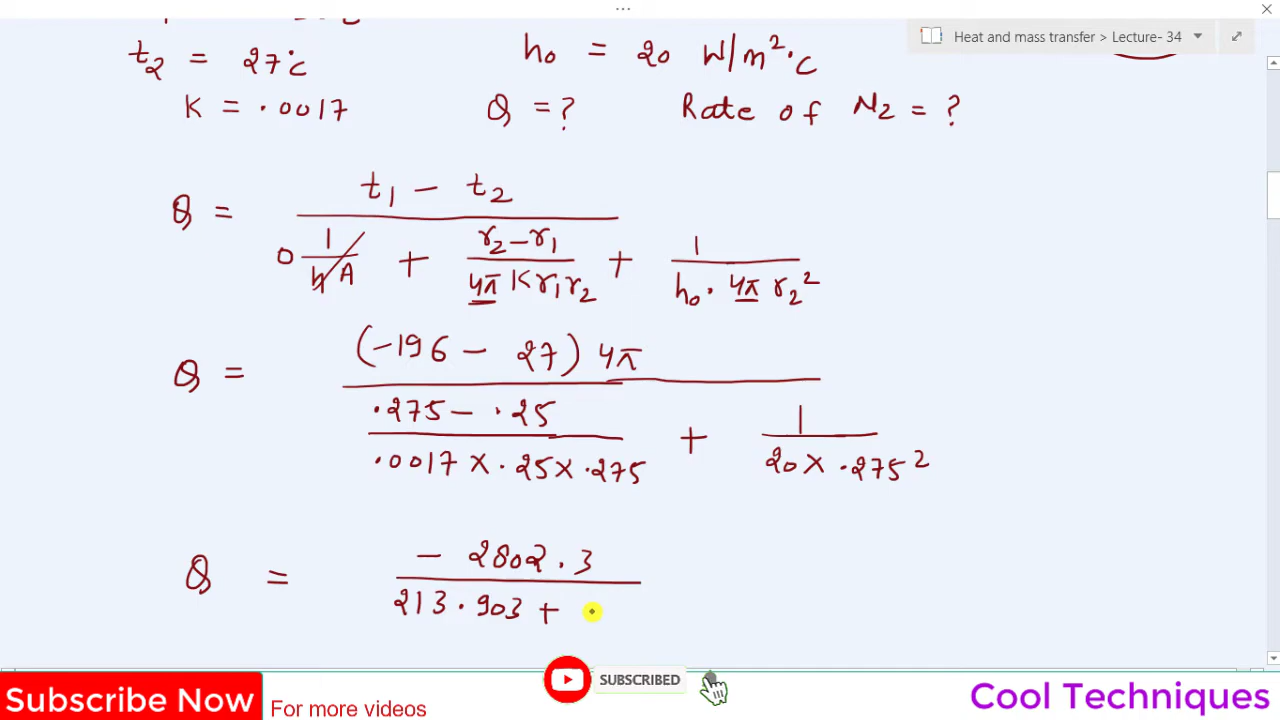 ...
Heat and mass transfer > Lecture- 34
t2 = 27°c h0 = 20 W/m²·c
K = .0017 Q = ? Rate of N2 = ?
Q = t1 - t2
0 1/hA + r2-r1/4π K r1 r2 + 1/h0 · 4π r2²
Q = (-196 - 27) 4π
.275 - .25 / .0017 X .25 X .275 + 1 / 20 X .275²
Q = - 2802.3
213.903 +
Subscribe Now
For more videos
SUBSCRIBED
Cool Techniques